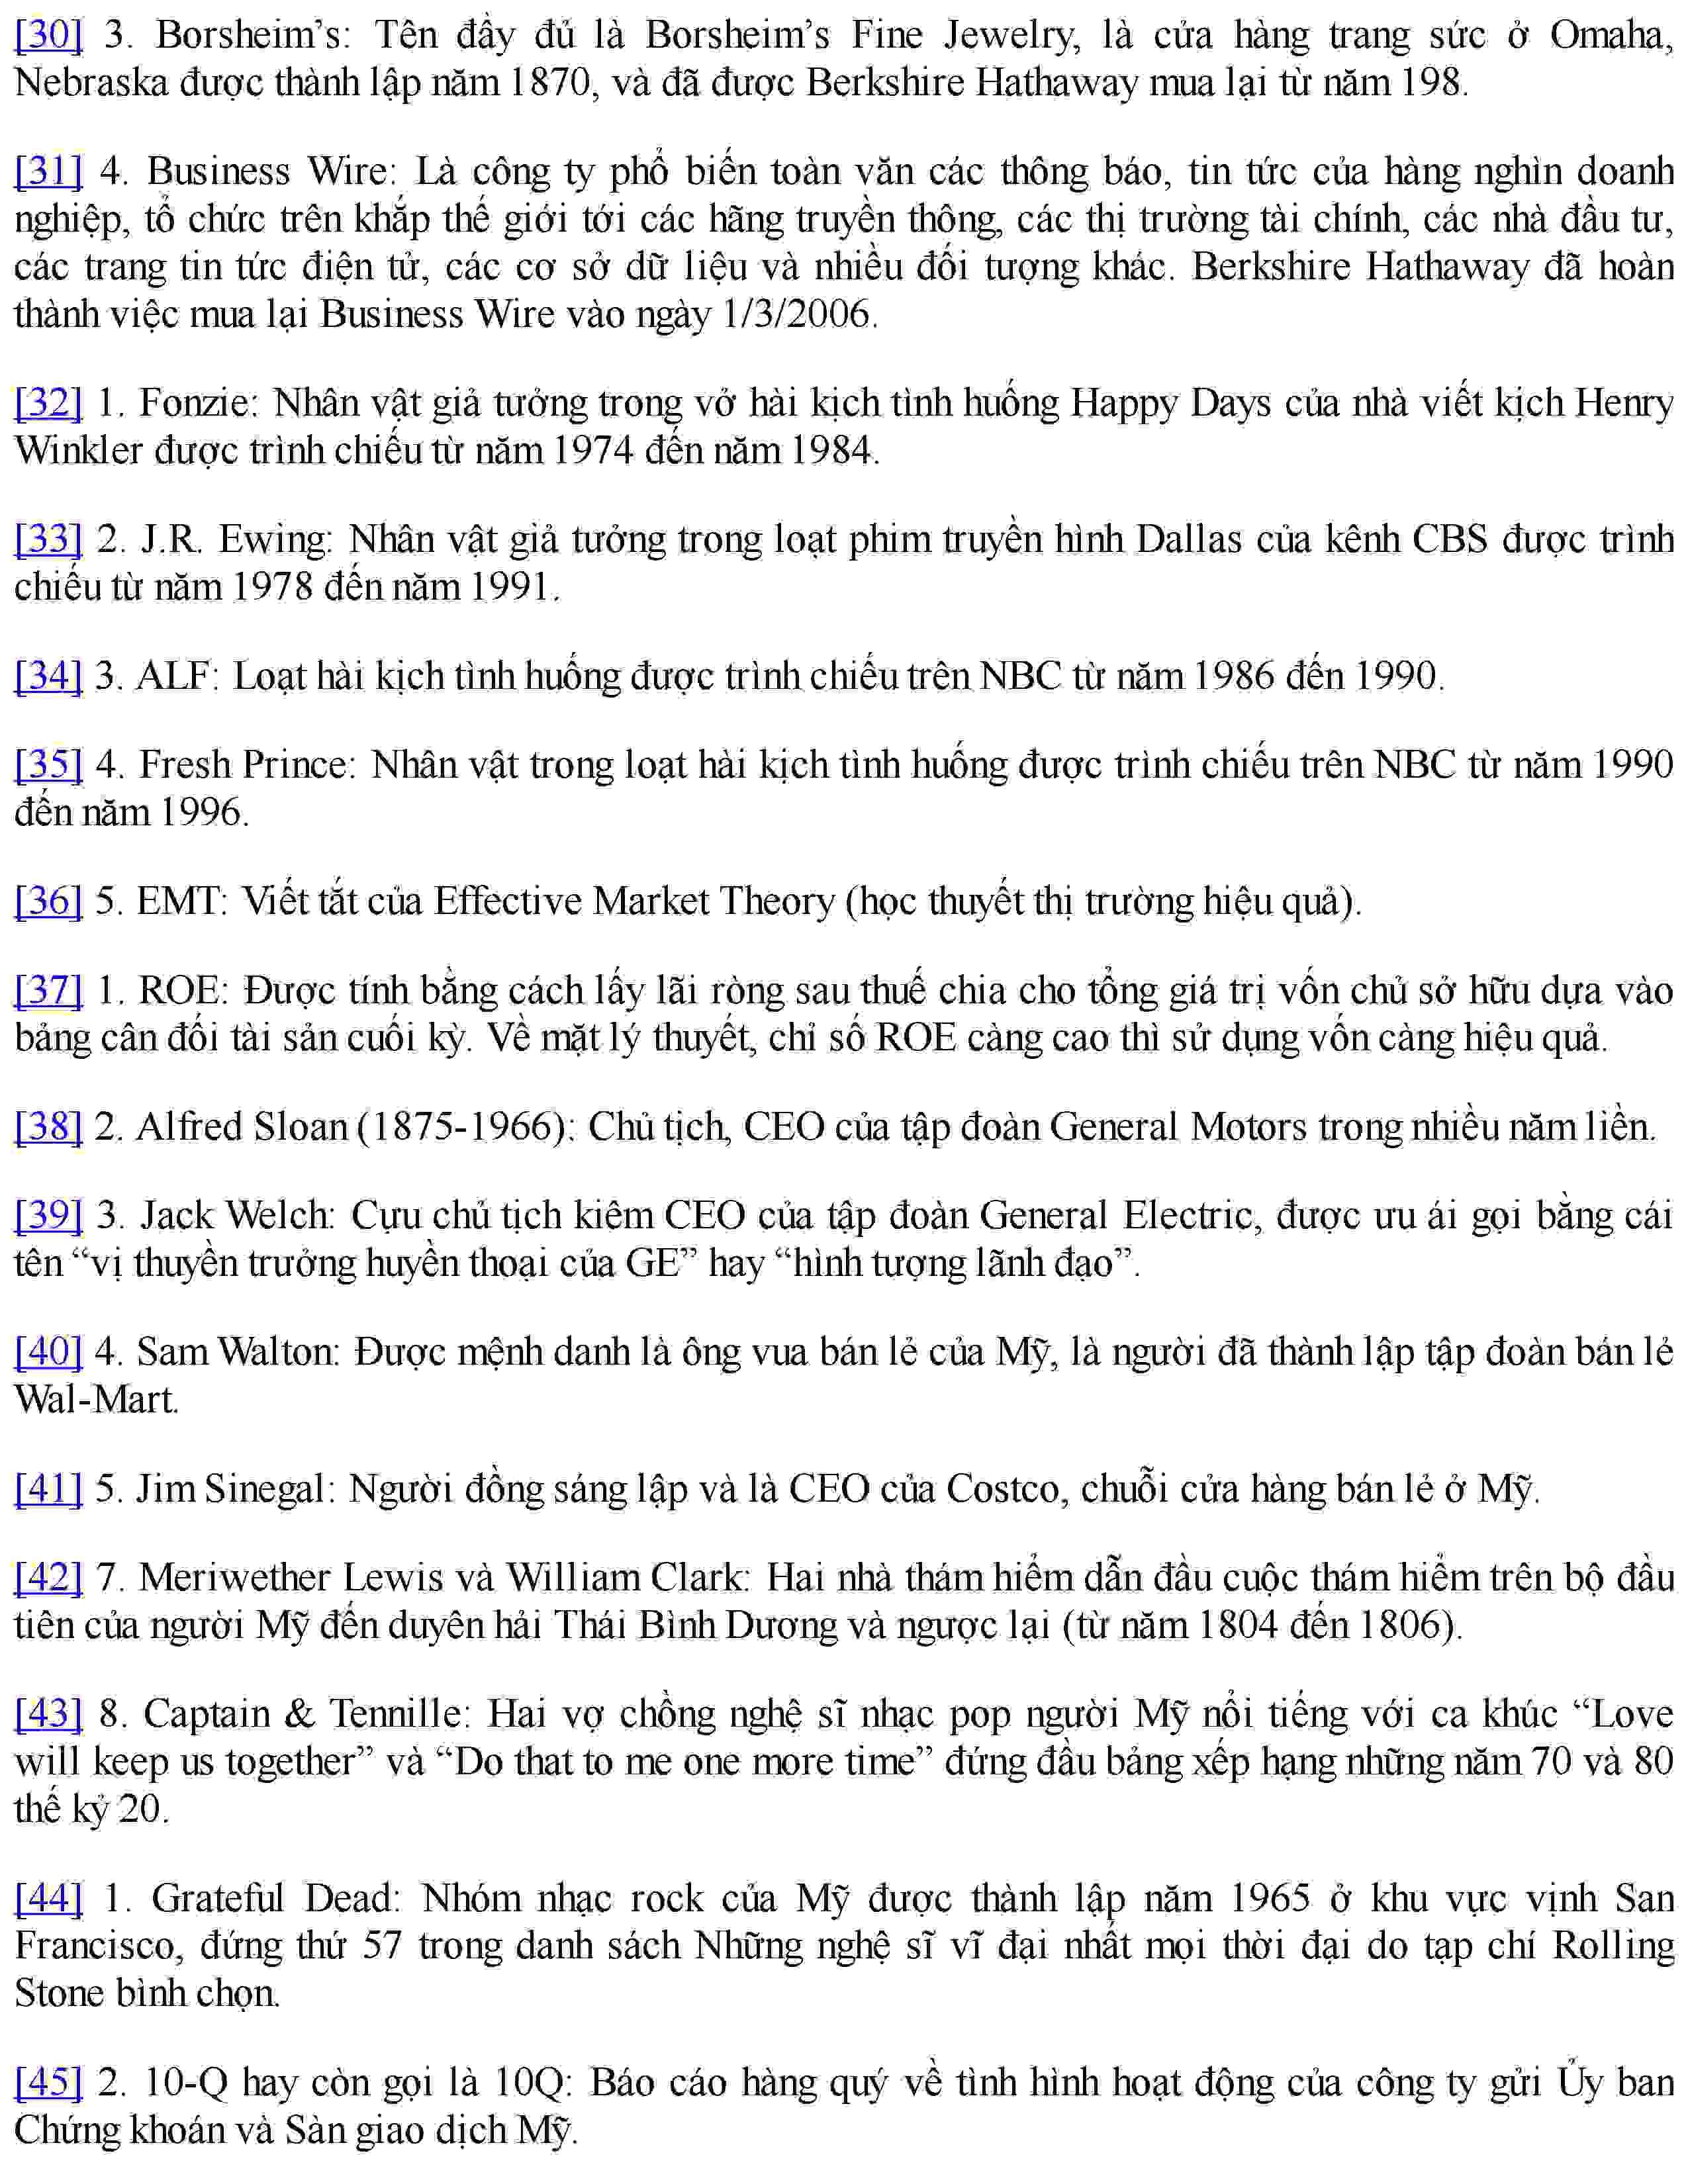 [30] 3. Borsheim’s: Tên đầy đủ là Borsheim’s Fine Jewelry, là cửa hàng trang sức ở Omaha,
Nebraska được thành lập năm 1870, và đã được Berkshire Hathaway mua lại từ năm 198.
[31] 4. Business Wire: Là công ty phổ biến toàn văn các thông báo, tin tức của hàng nghìn doanh
nghiệp, tổ chức trên khắp thế giới tới các hãng truyền thông, các thị trường tài chính, các nhà đầu tư,
các trang tin tức điện tử, các cơ sở dữ liệu và nhiều đối tượng khác. Berkshire Hathaway đã hoàn
thành việc mua lại Business Wire vào ngày 1/3/2006.
[32] 1. Fonzie: Nhân vật giả tưởng trong vở hài kịch tình huống Happy Days của nhà viết kịch Henry
Winkler được trình chiếu từ năm 1974 đến năm 1984.
[33] 2. J.R. Ewing: Nhân vật giả tưởng trong loạt phim truyền hình Dallas của kênh CBS được trình
chiếu từ năm 1978 đến năm 1991.
[34] 3. ALF: Loạt hài kịch tình huống được trình chiếu trên NBC từ năm 1986 đến 1990.
[35] 4. Fresh Prince: Nhân vật trong loạt hài kịch tình huống được trình chiếu trên NBC từ năm 1990
đến năm 1996.
[36] 5. EMT: Viết tắt của Effective Market Theory (học thuyết thị trường hiệu quả).
[37] 1. ROE: Được tính bằng cách lấy lãi ròng sau thuế chia cho tổng giá trị vốn chủ sở hữu dựa vào
bảng cân đối tài sản cuối kỳ. Về mặt lý thuyết, chỉ số ROE càng cao thì sử dụng vốn càng hiệu quả.
[38] 2. Alfred Sloan (1875-1966): Chủ tịch, CEO của tập đoàn General Motors trong nhiều năm liền.
[39] 3. Jack Welch: Cựu chủ tịch kiêm CEO của tập đoàn General Electric, được ưu ái gọi bằng cái
tên “vị thuyền trưởng huyền thoại của GE” hay “hình tượng lãnh đạo”.
[40] 4. Sam Walton: Được mệnh danh là ông vua bán lẻ của Mỹ, là người đã thành lập tập đoàn bán lẻ
Wal-Mart.
[41] 5. Jim Sinegal: Người đồng sáng lập và là CEO của Costco, chuỗi cửa hàng bán lẻ ở Mỹ.
[42] 7. Meriwether Lewis và William Clark: Hai nhà thám hiểm dẫn đầu cuộc thám hiểm trên bộ đầu
tiên của người Mỹ đến duyên hải Thái Bình Dương và ngược lại (từ năm 1804 đến 1806).
[43] 8. Captain & Tennille: Hai vợ chồng nghệ sĩ nhạc pop người Mỹ nổi tiếng với ca khúc “Love
will keep us together” và “Do that to me one more time” đứng đầu bảng xếp hạng những năm 70 và 80
thế kỷ 20.
[44] 1. Grateful Dead: Nhóm nhạc rock của Mỹ được thành lập năm 1965 ở khu vực vịnh San
Francisco, đứng thứ 57 trong danh sách Những nghệ sĩ vĩ đại nhất mọi thời đại do tạp chí Rolling
Stone bình chọn.
[45] 2. 10-Q hay còn gọi là 10Q: Báo cáo hàng quý về tình hình hoạt động của công ty gửi Ủy ban
Chứng khoán và Sàn giao dịch Mỹ.